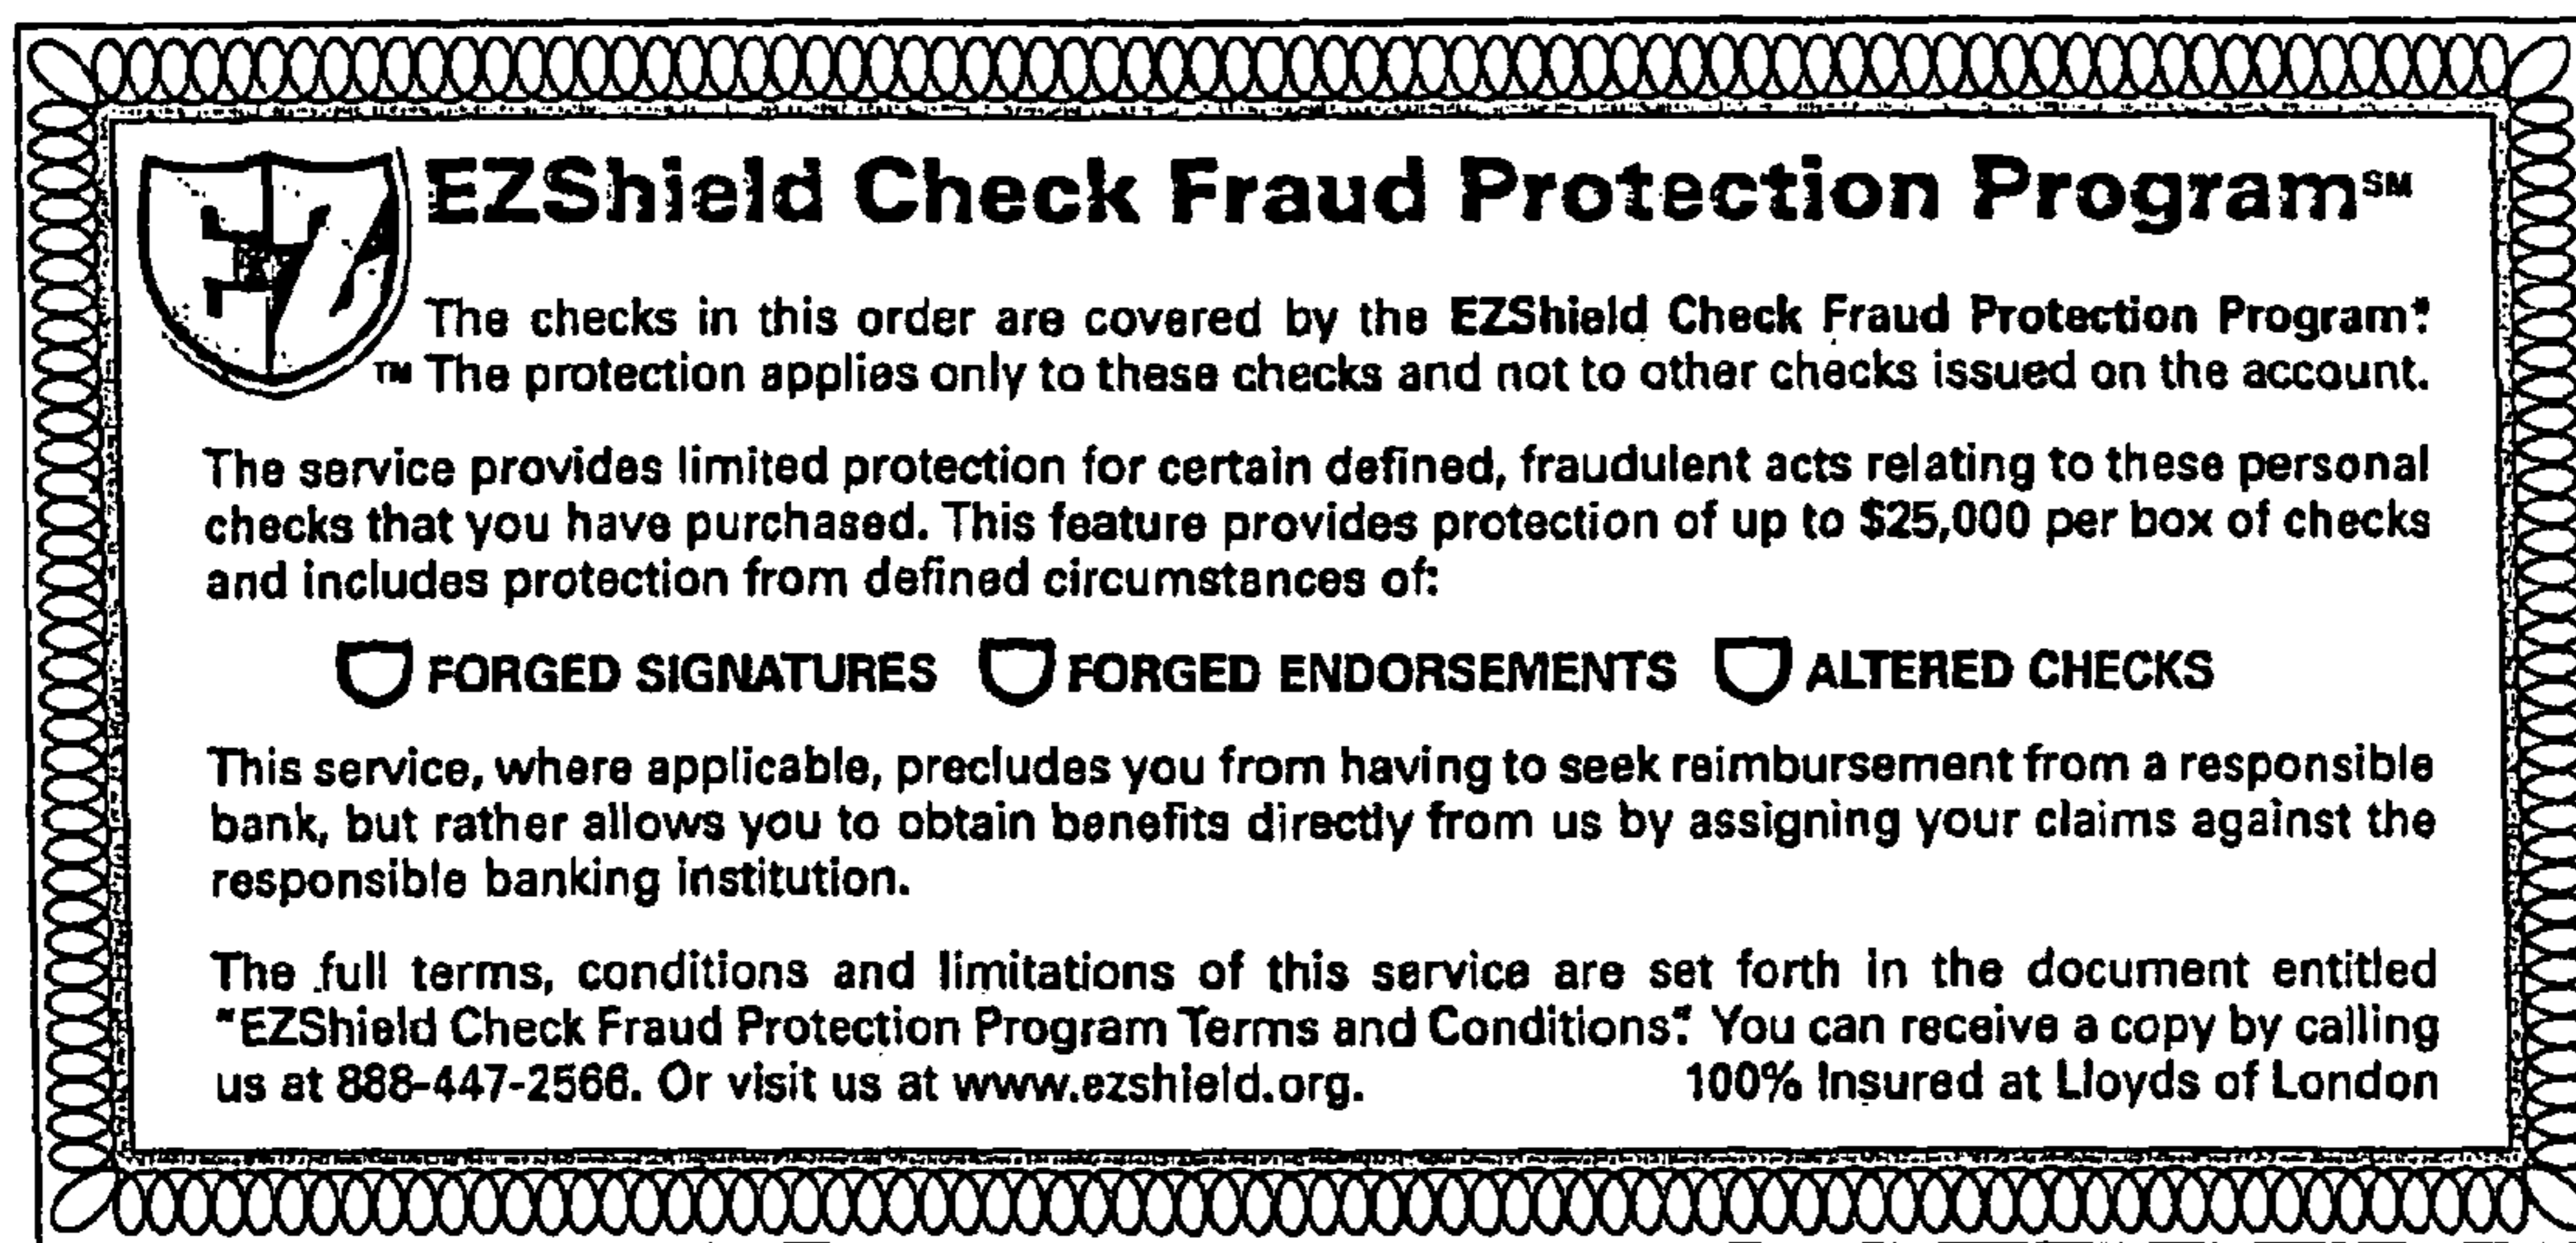 EZShield Check Fraud Protection Program℠
The checks in this order are covered by the EZShield Check Fraud Protection Program.*
™ The protection applies only to these checks and not to other checks issued on the account.
The service provides limited protection for certain defined, fraudulent acts relating to these personal
checks that you have purchased. This feature provides protection of up to $25,000 per box of checks
and includes protection from defined circumstances of:
FORGED SIGNATURES FORGED ENDORSEMENTS ALTERED CHECKS
This service, where applicable, precludes you from having to seek reimbursement from a responsible
bank, but rather allows you to obtain benefits directly from us by assigning your claims against the
responsible banking institution.
The full terms, conditions and limitations of this service are set forth in the document entitled
"EZShield Check Fraud Protection Program Terms and Conditions." You can receive a copy by calling
us at 888-447-2566. Or visit us at www.ezshield.org. 100% Insured at Lloyds of London